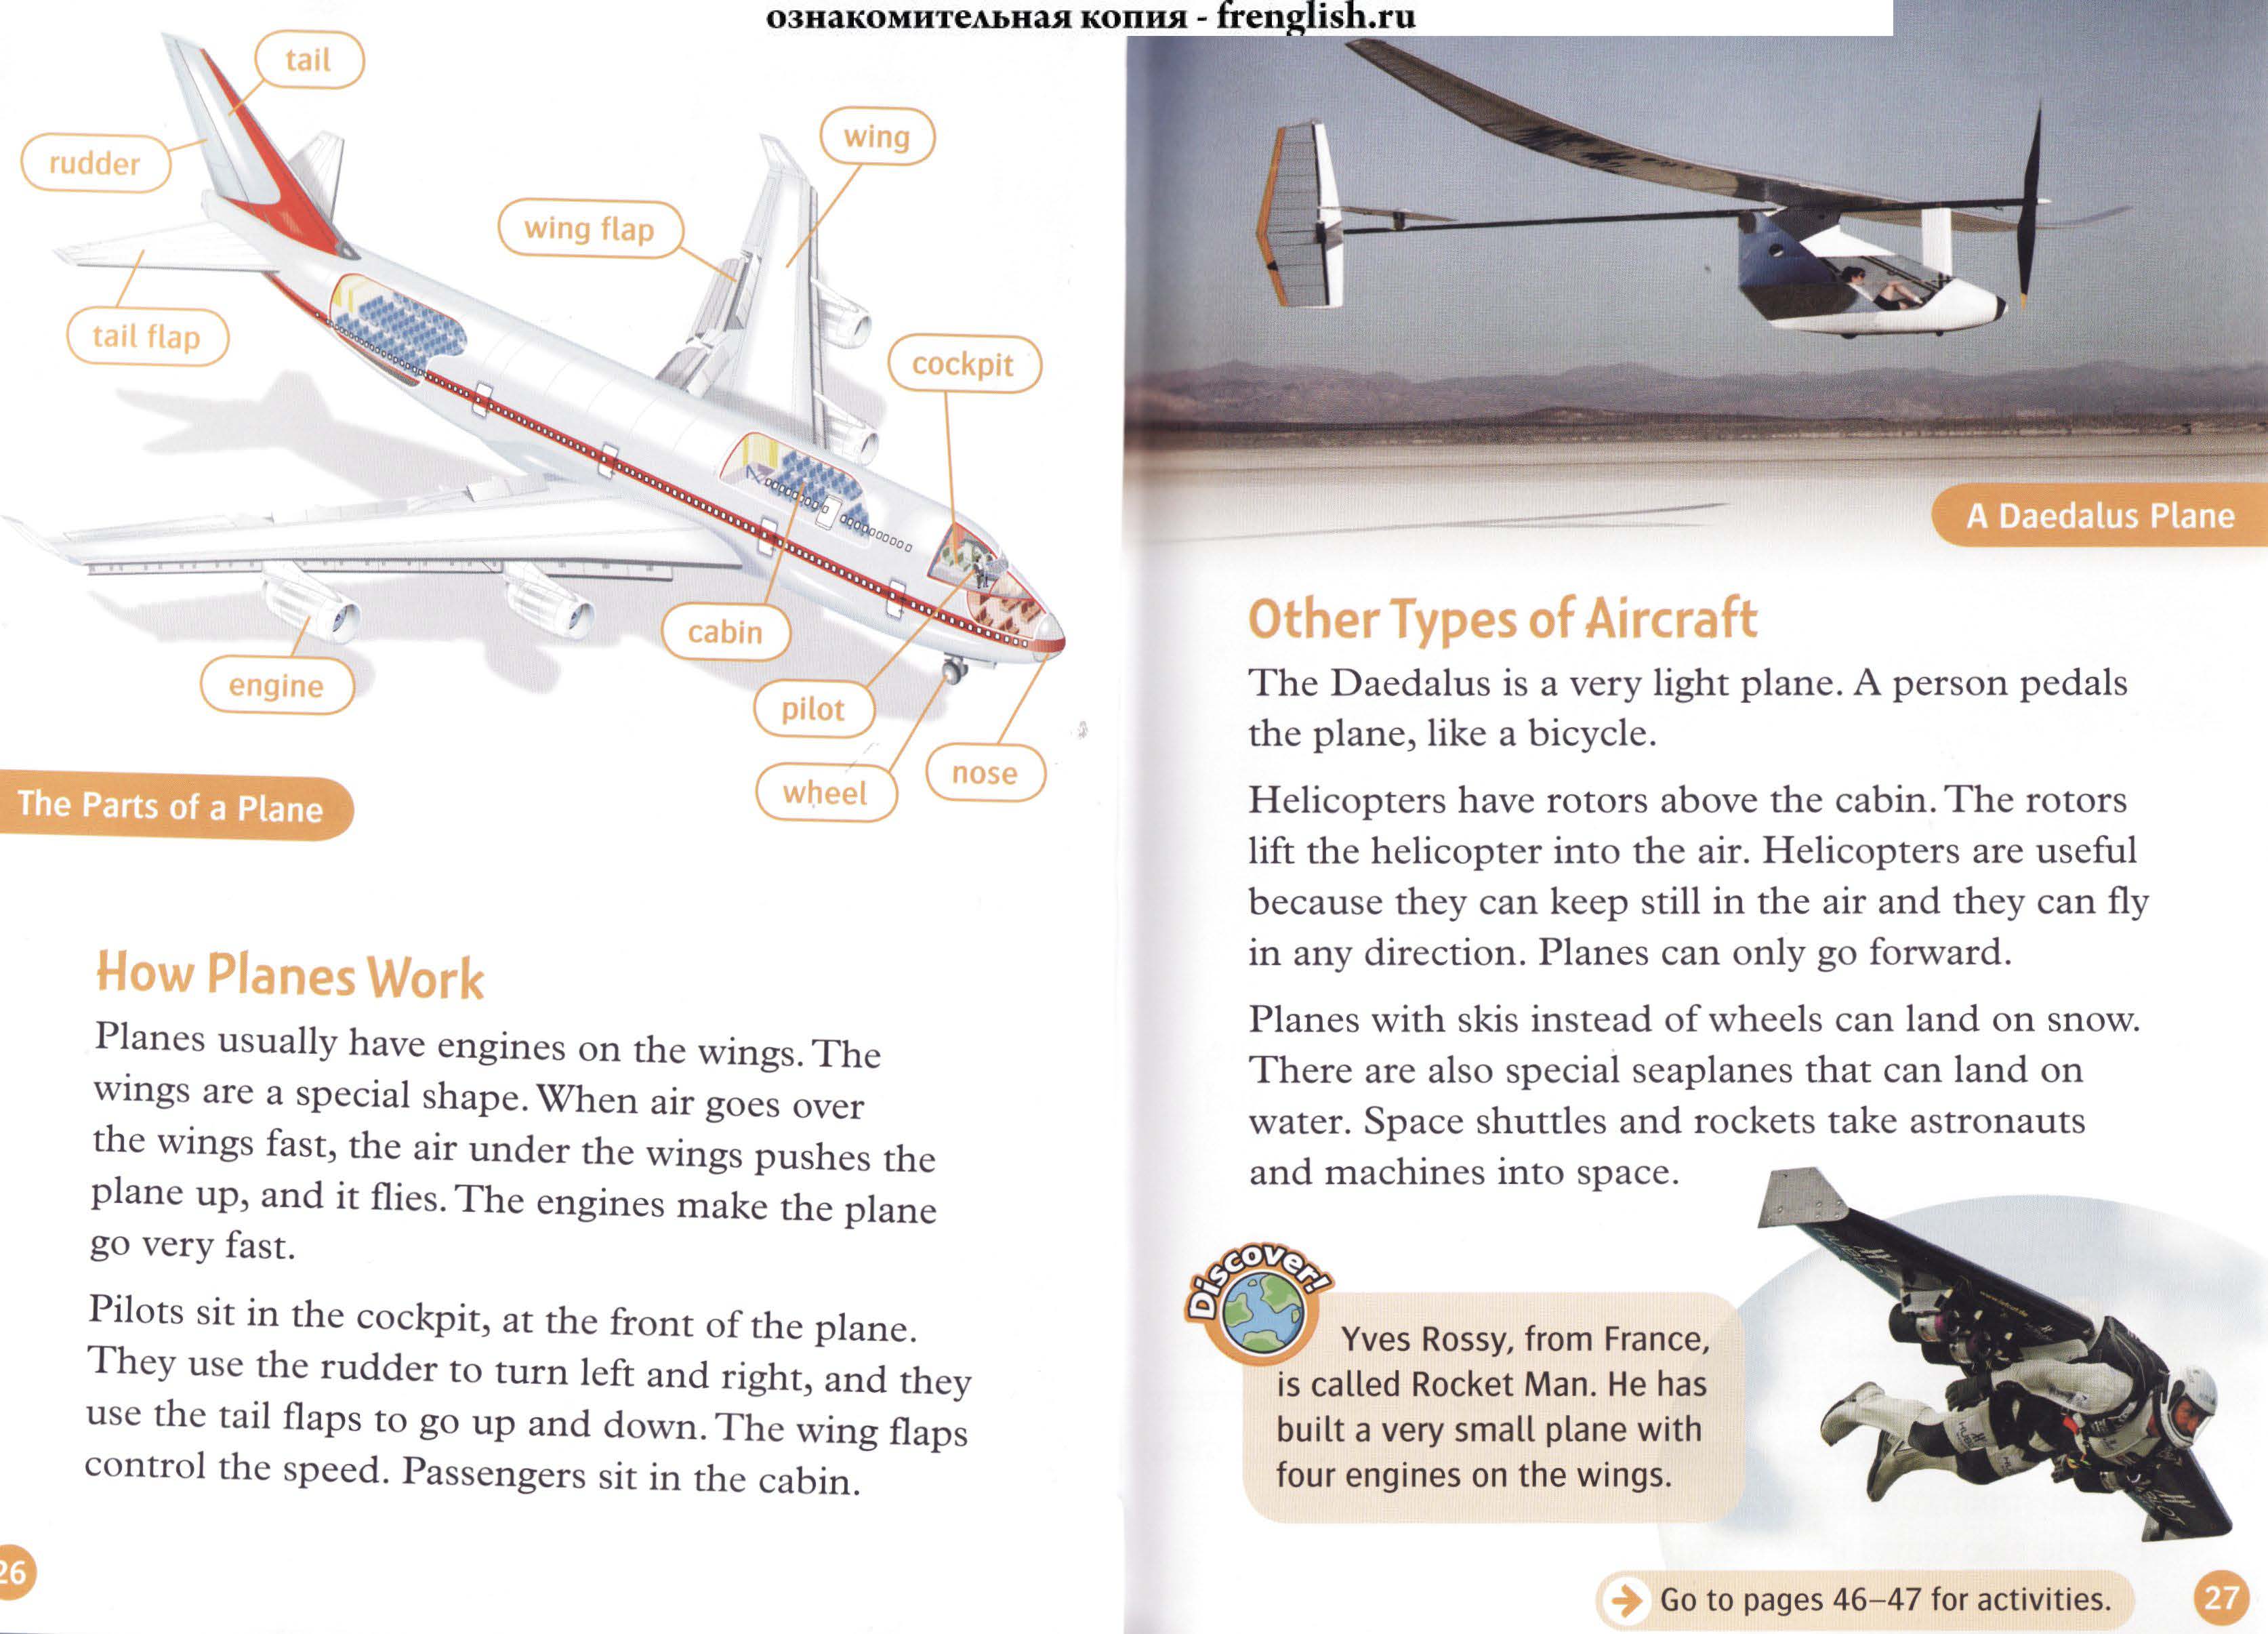 ознакомительная копия - frenglish.ru
tail
rudder
wing
wing flap
tail flap
cockpit
cabin
engine
pilot
nose
wheel
The Parts of a Plane
How Planes Work
Planes usually have engines on the wings. The
wings are a special shape. When air goes over
the wings fast, the air under the wings pushes the
plane up, and it flies. The engines make the plane
go very fast.
Pilots sit in the cockpit, at the front of the plane.
They use the rudder to turn left and right, and they
use the tail flaps to go up and down. The wing flaps
control the speed. Passengers sit in the cabin.
26
A Daedalus Plane
Other Types of Aircraft
The Daedalus is a very light plane. A person pedals
the plane, like a bicycle.
Helicopters have rotors above the cabin. The rotors
lift the helicopter into the air. Helicopters are useful
because they can keep still in the air and they can fly
in any direction. Planes can only go forward.
Planes with skis instead of wheels can land on snow.
There are also special seaplanes that can land on
water. Space shuttles and rockets take astronauts
and machines into space.
Discover!
Yves Rossy, from France,
is called Rocket Man. He has
built a very small plane with
four engines on the wings.
Go to pages 46–47 for activities.
27